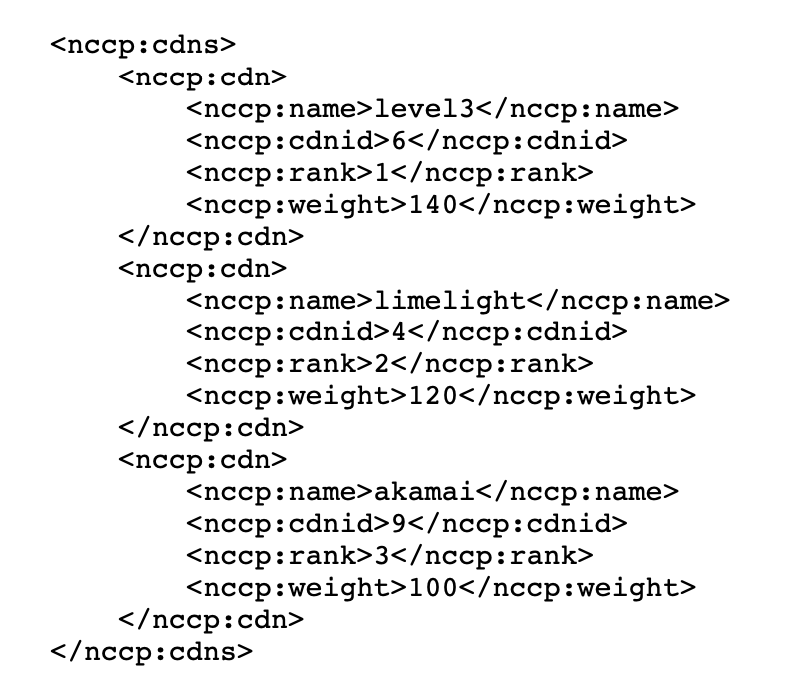 <nccp:cdns>
<nccp:cdn>
<nccp:name>level3</nccp:name>
<nccp:cdnid>6</nccp:cdnid>
<nccp:rank>1</nccp:rank>
<nccp:weight>140</nccp:weight>
</nccp:cdn>
<nccp:cdn>
<nccp:name>limelight</nccp:name>
<nccp:cdnid>4</nccp:cdnid>
<nccp:rank>2</nccp:rank>
<nccp:weight>120</nccp:weight>
</nccp:cdn>
<nccp:cdn>
<nccp:name>akamai</nccp:name>
<nccp:cdnid>9</nccp:cdnid>
<nccp:rank>3</nccp:rank>
<nccp:weight>100</nccp:weight>
</nccp:cdn>
</nccp:cdns>